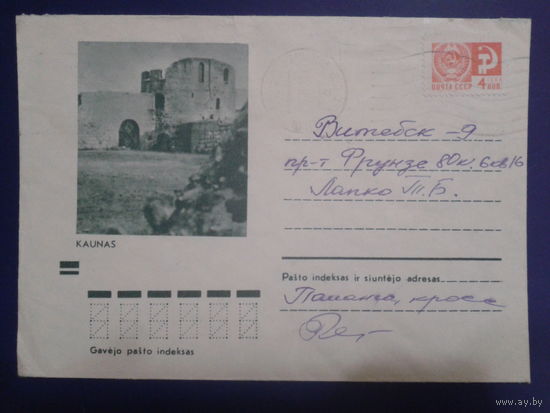 KAUNAS
ПОЧТА СССР 4 КОП.
Витебск - 9
пр-т Фрунзе 80 к. 6 кв 16
Лапко Т. Б.
Pašto indeksas ir siuntėjo adresas
Паланга,
Gavėjo pašto indeksas
www.ay.by